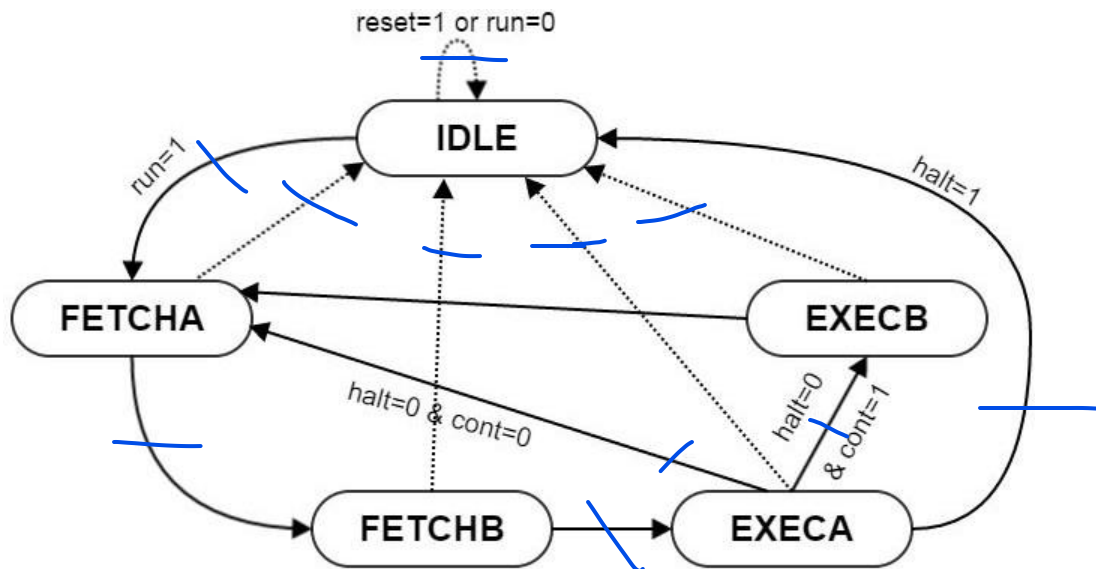 reset=1 or run=0
IDLE
run=1
halt=1
FETCHA
EXECB
halt=0 & cont=0
halt=0
& cont=1
FETCHB
EXECA